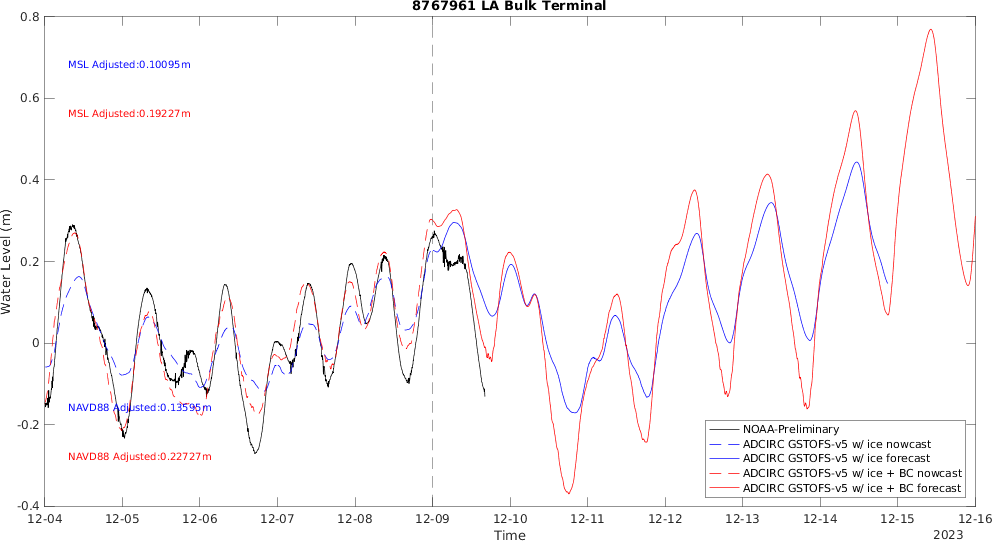 8767961 LA Bulk Terminal
0.8
0.6
0.4
0.2
0
-0.2
-0.4
Water Level (m)
MSL Adjusted:0.10095m
MSL Adjusted:0.19227m
NAVD88 Adjusted:0.13595m
NAVD88 Adjusted:0.22727m
NOAA-Preliminary
ADCIRC GSTOFS-v5 w/ ice nowcast
ADCIRC GSTOFS-v5 w/ ice forecast
ADCIRC GSTOFS-v5 w/ ice + BC nowcast
ADCIRC GSTOFS-v5 w/ ice + BC forecast
12-04 12-05 12-06 12-07 12-08 12-09 12-10 12-11 12-12 12-13 12-14 12-15 12-16
Time
2023